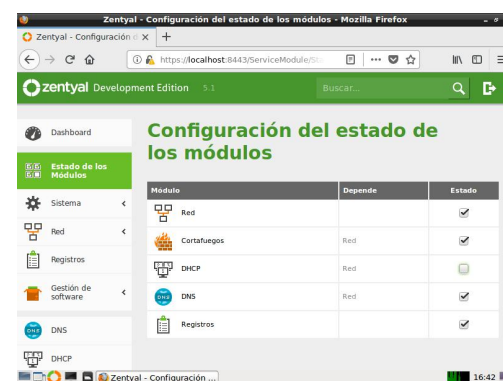 Zentyal - Configuración del estado de los módulos - Mozilla Firefox
Zentyal - Configuración d
https://localhost:8443/ServiceModule/St
zentyal Development Edition 5.1
Buscar...
Dashboard
Estado de los Módulos
Sistema
Red
Registros
Gestión de software
DNS
DHCP
Configuración del estado de los módulos
Módulo Depende Estado
Red
Cortafuegos Red
DHCP Red
DNS Red
Registros
Zentyal - Configuración ...
16:42